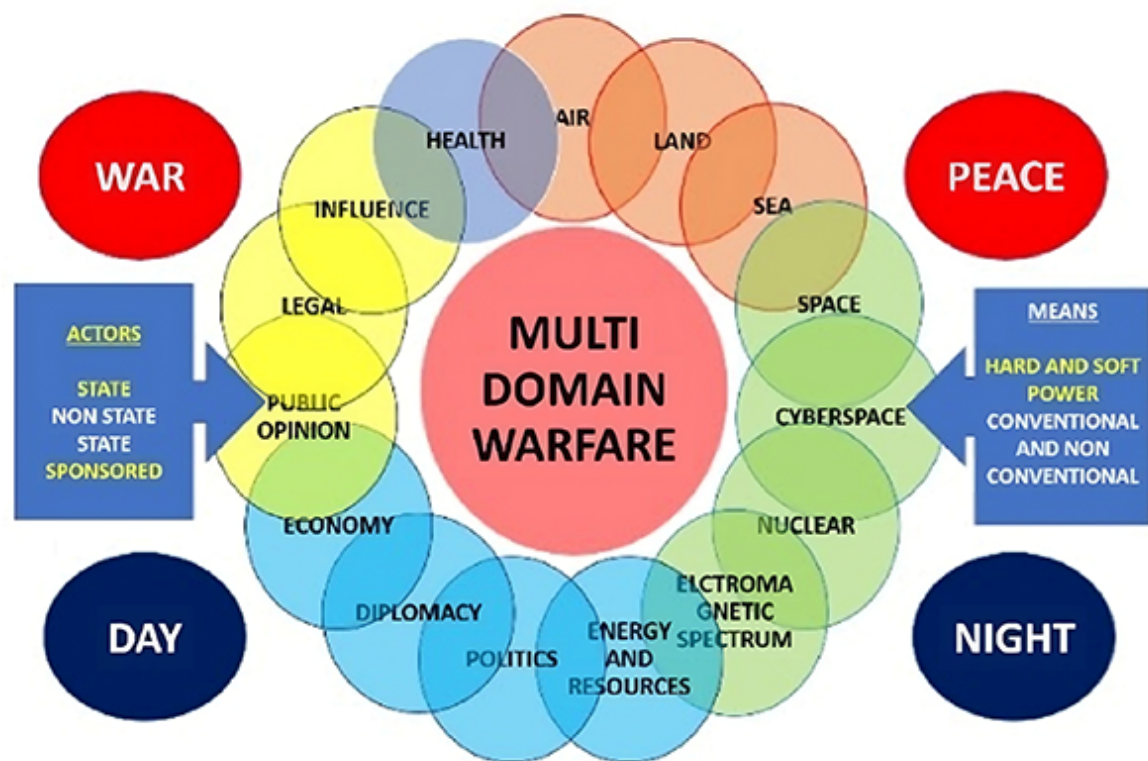 WAR
PEACE
DAY
NIGHT
ACTORS
STATE
NON STATE
STATE
SPONSORED
MEANS
HARD AND SOFT
POWER
CONVENTIONAL
AND NON
CONVENTIONAL
MULTI
DOMAIN
WARFARE
AIR
LAND
SEA
SPACE
CYBERSPACE
NUCLEAR
ELCTROMA
GNETIC
SPECTRUM
ENERGY
AND
RESOURCES
POLITICS
DIPLOMACY
ECONOMY
PUBLIC
OPINION
LEGAL
INFLUENCE
HEALTH